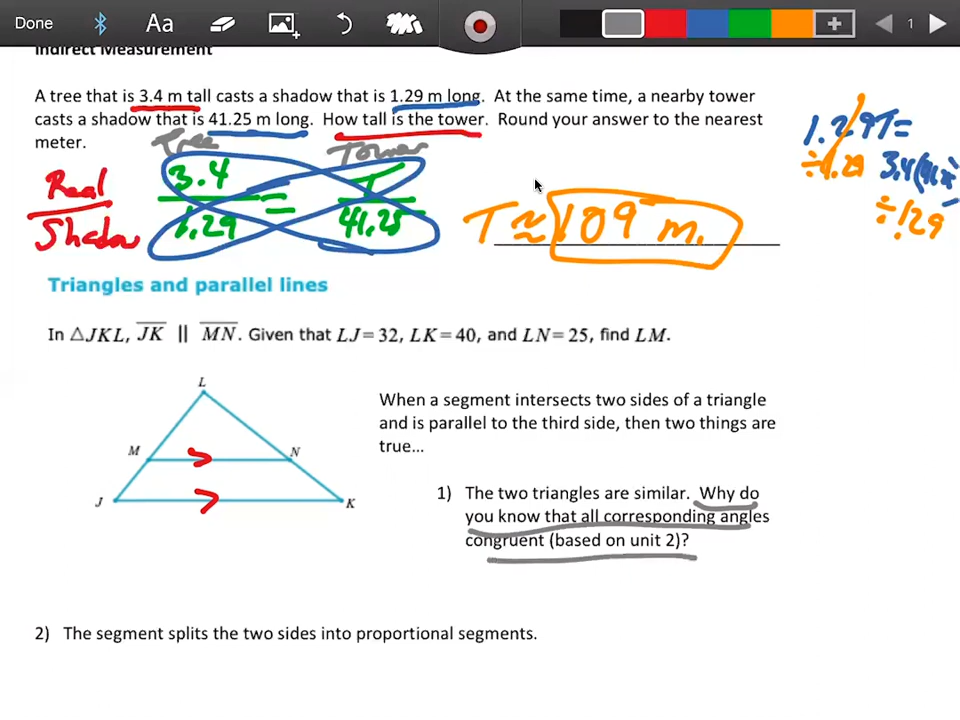 Done Aa 1
Indirect Measurement
A tree that is 3.4 m tall casts a shadow that is 1.29 m long. At the same time, a nearby tower
casts a shadow that is 41.25 m long. How tall is the tower. Round your answer to the nearest
meter.
Tree Tower
Real 3.4 = T
Shadow 1.29 41.25
T ≈ 109 m.
1.29T=
÷1.29
÷1.29
Triangles and parallel lines
In △JKL, JK || MN. Given that LJ = 32, LK = 40, and LN = 25, find LM.
L
M N
J K
When a segment intersects two sides of a triangle
and is parallel to the third side, then two things are
true…
1) The two triangles are similar. Why do
you know that all corresponding angles
congruent (based on unit 2)?
2) The segment splits the two sides into proportional segments.